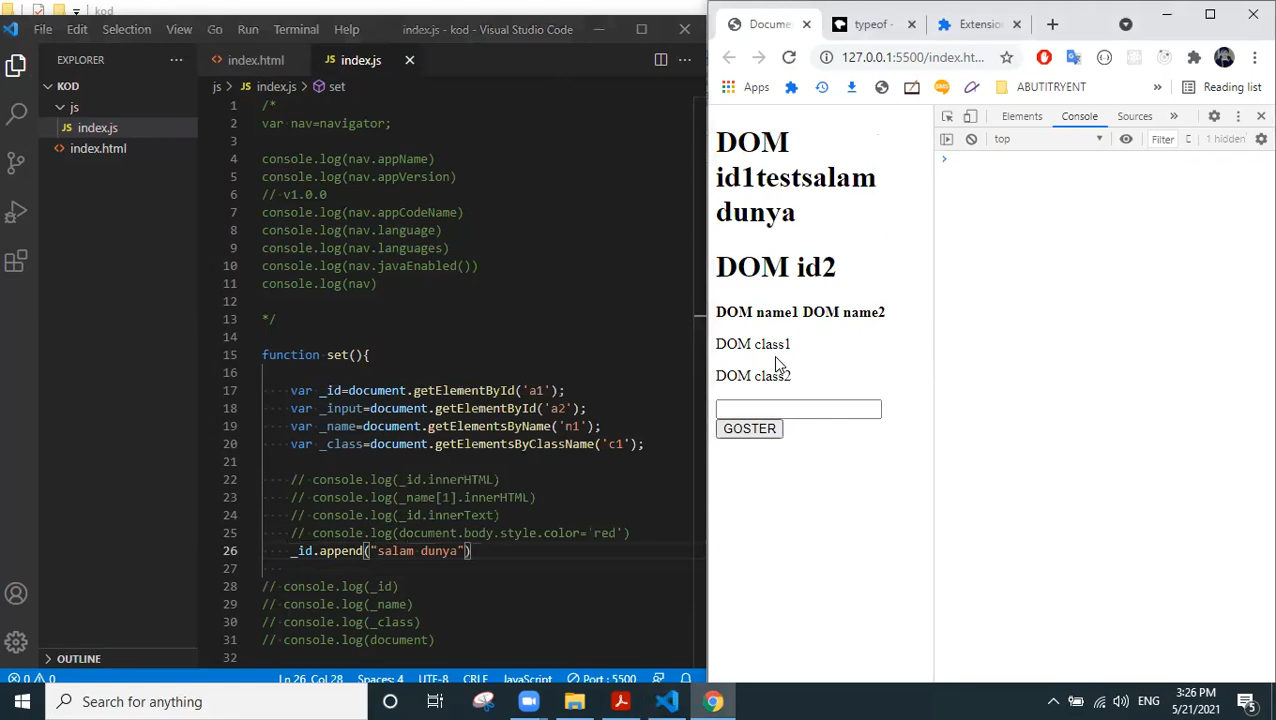 kod
File
Edit
Selection
View
Go
Run
Terminal
Help
index.js - kod - Visual Studio Code
EXPLORER
KOD
js
index.js
index.html
OUTLINE
index.html
index.js
js > index.js > set
1 /*
2 var nav=navigator;
3
4 console.log(nav.appName)
5 console.log(nav.appVersion)
6 // v1.0.0
7 console.log(nav.appCodeName)
8 console.log(nav.language)
9 console.log(nav.languages)
10 console.log(nav.javaEnabled())
11 console.log(nav)
12
13 */
14
15 function set(){
16
17 var _id=document.getElementById('a1');
18 var _input=document.getElementById('a2');
19 var _name=document.getElementsByName('n1');
20 var _class=document.getElementsByClassName('c1');
21
22 // console.log(_id.innerHTML)
23 // console.log(_name[1].innerHTML)
24 // console.log(_id.innerText)
25 // console.log(document.body.style.color='red')
26 _id.append("salam dunya")
27
28 // console.log(_id)
29 // console.log(_name)
30 // console.log(_class)
31 // console.log(document)
32
0 0 Ln 26, Col 28 Spaces: 4 UTF-8 CRLF JavaScript Port : 5500
Docume
typeof -
Extension
127.0.0.1:5500/index.ht...
Apps
ABUTITRYENT
»
Reading list
DOM
id1testsalam
dunya
DOM id2
DOM name1 DOM name2
DOM class1
DOM class2
GOSTER
Elements
Console
Sources
»
top
Filter
1 hidden
Search for anything
ENG
3:26 PM
5/21/2021
5